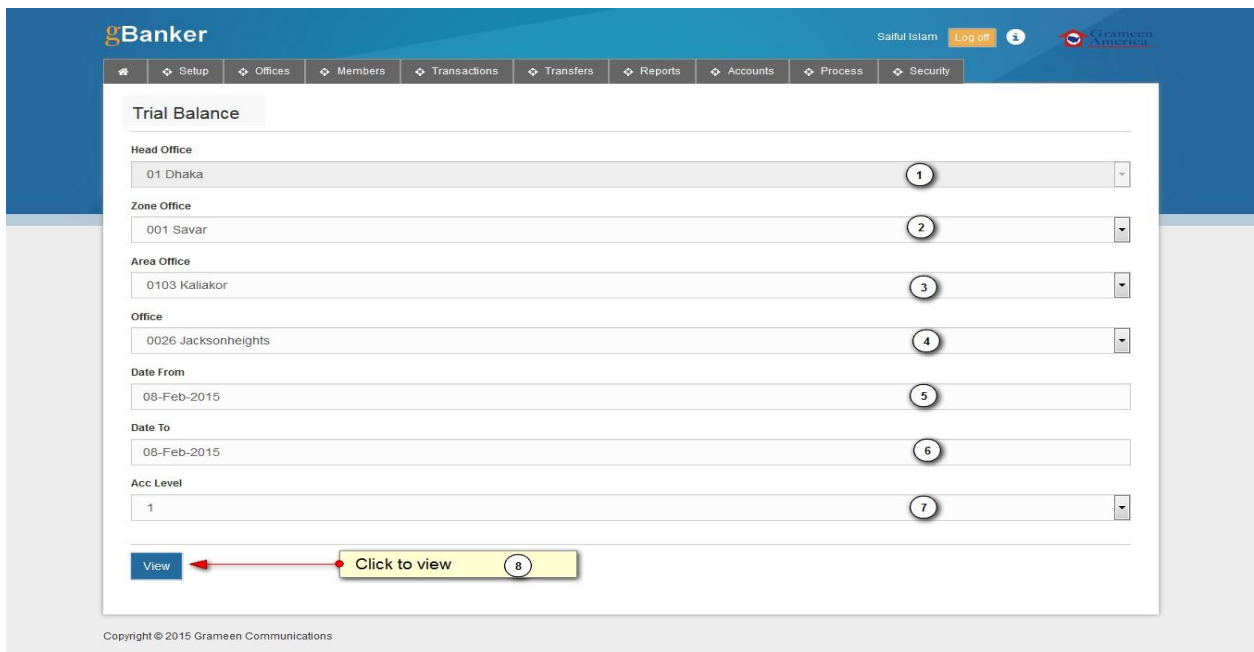 gBanker
Saiful Islam Log off i Grameen America
Setup Offices Members Transactions Transfers Reports Accounts Process Security
Trial Balance
Head Office
01 Dhaka 1
Zone Office
001 Savar 2
Area Office
0103 Kaliakor 3
Office
0026 Jacksonheights 4
Date From
08-Feb-2015 5
Date To
08-Feb-2015 6
Acc Level
1 7
View Click to view 8
Copyright © 2015 Grameen Communications